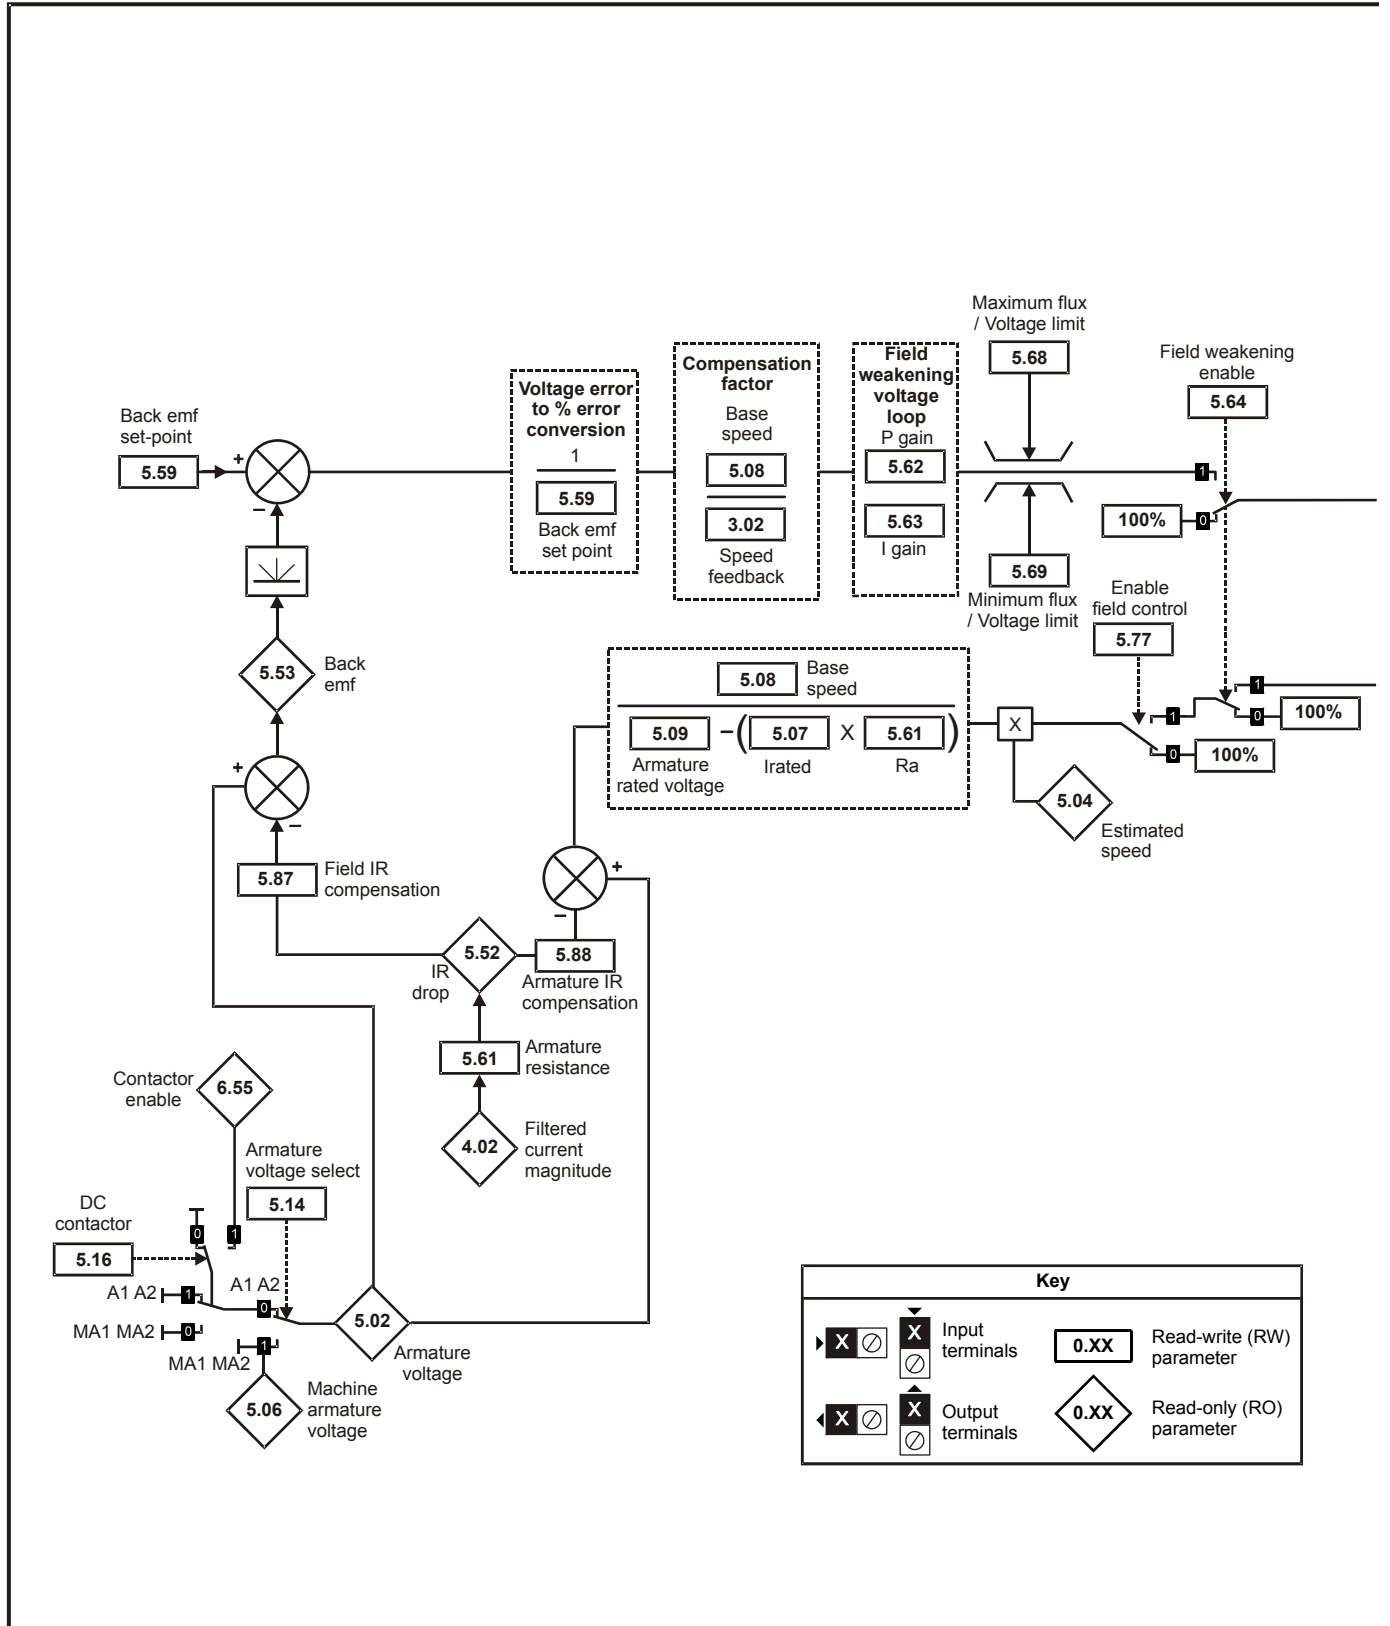 Maximum flux
/ Voltage limit
5.68
Field weakening
enable
5.64
Voltage error
to % error
conversion
1
5.59
Back emf
set point
Compensation
factor
Base
speed
5.08
3.02
Speed
feedback
Field
weakening
voltage
loop
P gain
5.62
5.63
I gain
Back emf
set-point
5.59
+
−
1
100%
0
5.69
Minimum flux
/ Voltage limit
Enable
field control
5.77
5.53
Back
emf
5.08
Base
speed
5.09
− (
5.07
X
5.61
)
Armature
rated voltage
Irated
Ra
X
1
0
100%
1
0
100%
5.04
Estimated
speed
+
−
5.87
Field IR
compensation
+
−
5.52
IR
drop
5.88
Armature IR
compensation
5.61
Armature
resistance
4.02
Filtered
current
magnitude
Contactor
enable
6.55
Armature
voltage select
5.14
DC
contactor
5.16
0
1
A1 A2
1
A1 A2
0
MA1 MA2
0
MA1 MA2
1
5.02
Armature
voltage
5.06
Machine
armature
voltage
Key
X
X
Input
terminals
0.XX
Read-write (RW)
parameter
X
X
Output
terminals
0.XX
Read-only (RO)
parameter